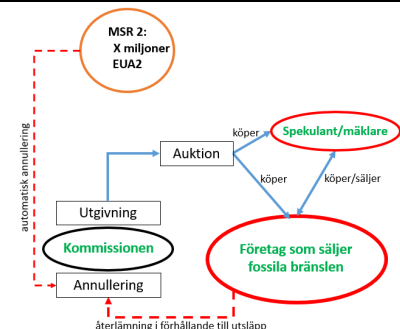 MSR 2:
X miljoner
EUA2
automatisk annullering
Auktion
köper
Spekulant/mäklare
köper
köper/säljer
Utgivning
Kommissionen
Annullering
Företag som säljer
fossila bränslen
återlämning i förhållande till utsläpp